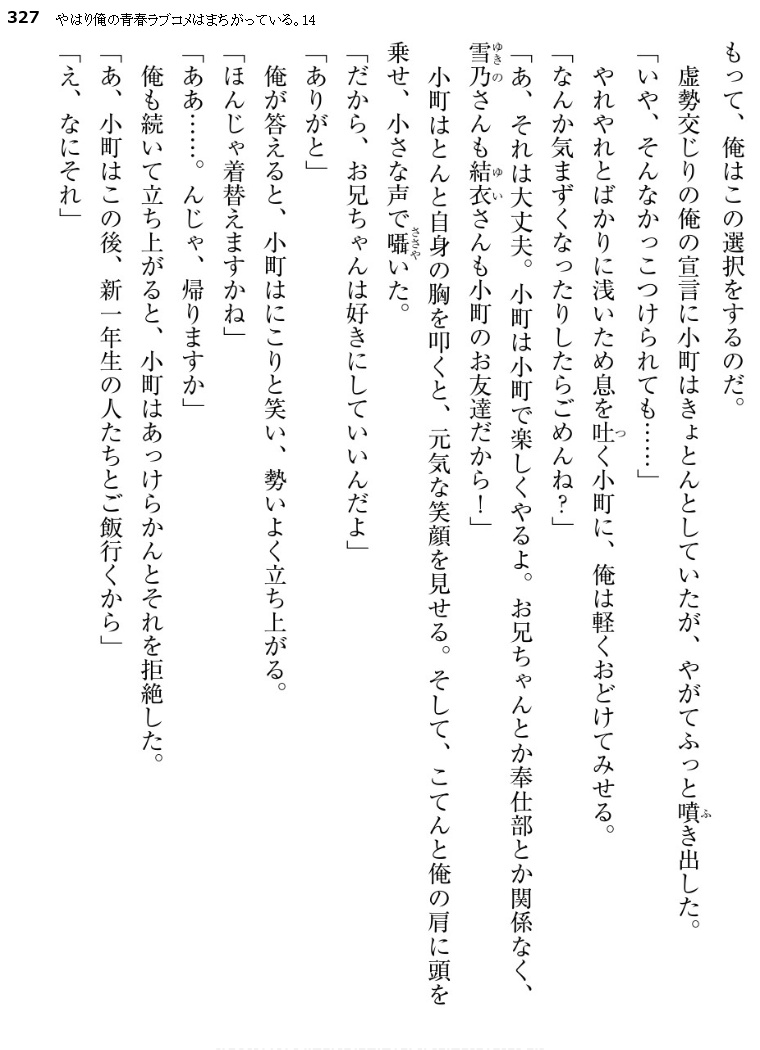 327 やはり俺の青春ラブコメはまちがっている。14
もって、俺はこの選択をするのだ。
虚勢交じりの俺の宣言に小町はきょとんとしていたが、やがてふっと噴き出した。
「いや、そんなかっこつけられても……」
やれやれとばかりに浅いため息を吐く小町に、俺は軽くおどけてみせる。
「なんか気まずくなったりしたらごめんね?」
「あ、それは大丈夫。小町は小町で楽しくやるよ。お兄ちゃんとか奉仕部とか関係なく、
雪乃さんも結衣さんも小町のお友達だから!」
小町はとんと自身の胸を叩くと、元気な笑顔を見せる。そして、こてんと俺の肩に頭を
乗せ、小さな声で囁いた。
「だから、お兄ちゃんは好きにしていいんだよ」
「ありがと」
俺が答えると、小町はにこりと笑い、勢いよく立ち上がる。
「ほんじゃ着替えますかね」
「ああ……。んじゃ、帰りますか」
俺も続いて立ち上がると、小町はあっけらかんとそれを拒絶した。
「あ、小町はこの後、新一年生の人たちとご飯行くから」
「え、なにそれ」